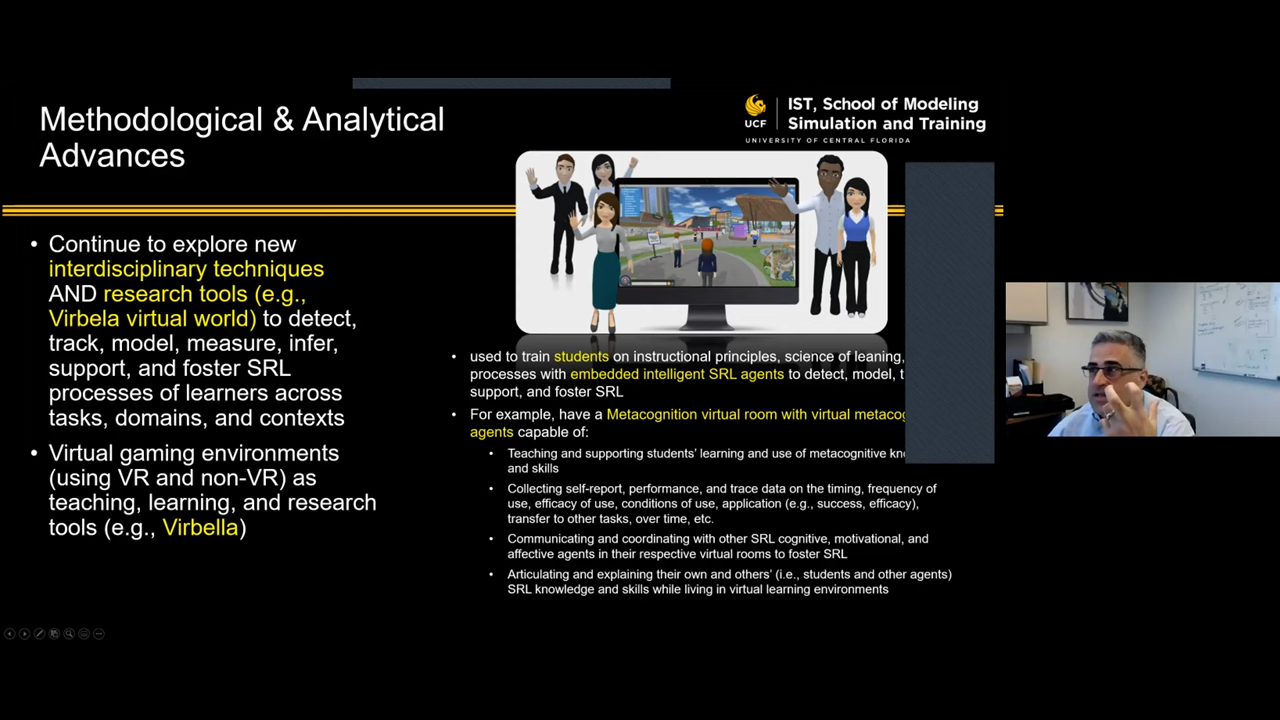 Methodological & Analytical
Advances
UCF
IST, School of Modeling
Simulation and Training
UNIVERSITY OF CENTRAL FLORIDA
• Continue to explore new
interdisciplinary techniques
AND research tools (e.g.,
Virbela virtual world) to detect,
track, model, measure, infer,
support, and foster SRL
processes of learners across
tasks, domains, and contexts
• Virtual gaming environments
(using VR and non-VR) as
teaching, learning, and research
tools (e.g., Virbella)
• used to train students on instructional principles, science of leaning,
processes with embedded intelligent SRL agents to detect, model, t
support, and foster SRL
• For example, have a Metacognition virtual room with virtual metacog
agents capable of:
• Teaching and supporting students' learning and use of metacognitive kno
and skills
• Collecting self-report, performance, and trace data on the timing, frequency of
use, efficacy of use, conditions of use, application (e.g., success, efficacy),
transfer to other tasks, over time, etc.
• Communicating and coordinating with other SRL cognitive, motivational, and
affective agents in their respective virtual rooms to foster SRL
• Articulating and explaining their own and others' (i.e., students and other agents)
SRL knowledge and skills while living in virtual learning environments